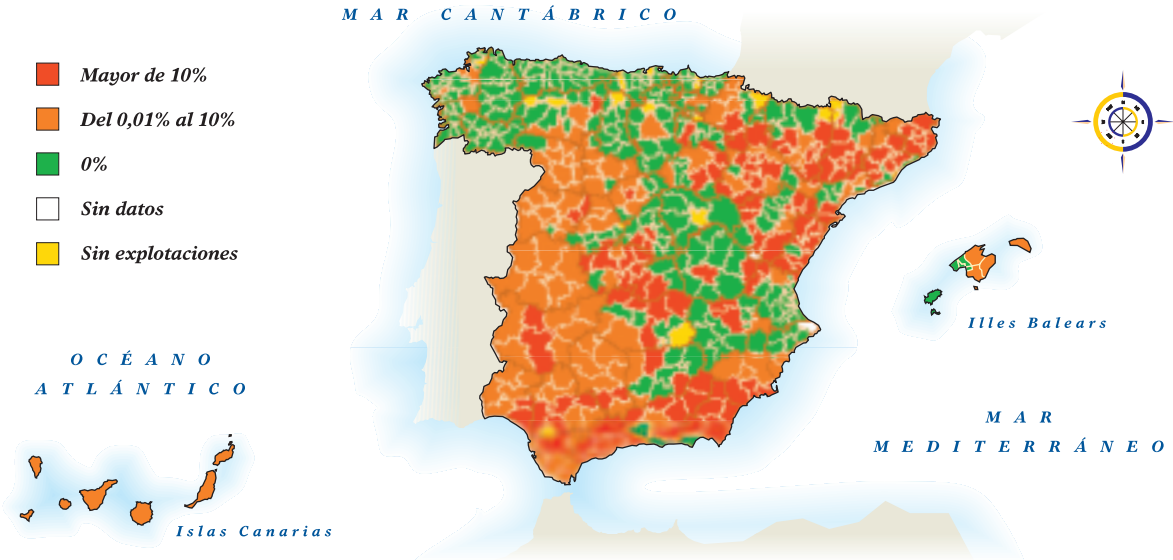 MAR CANTÁBRICO
Mayor de 10%
Del 0,01% al 10%
0%
Sin datos
Sin explotaciones
Illes Balears
OCÉANO
ATLÁNTICO
MAR
MEDITERRÁNEO
Islas Canarias